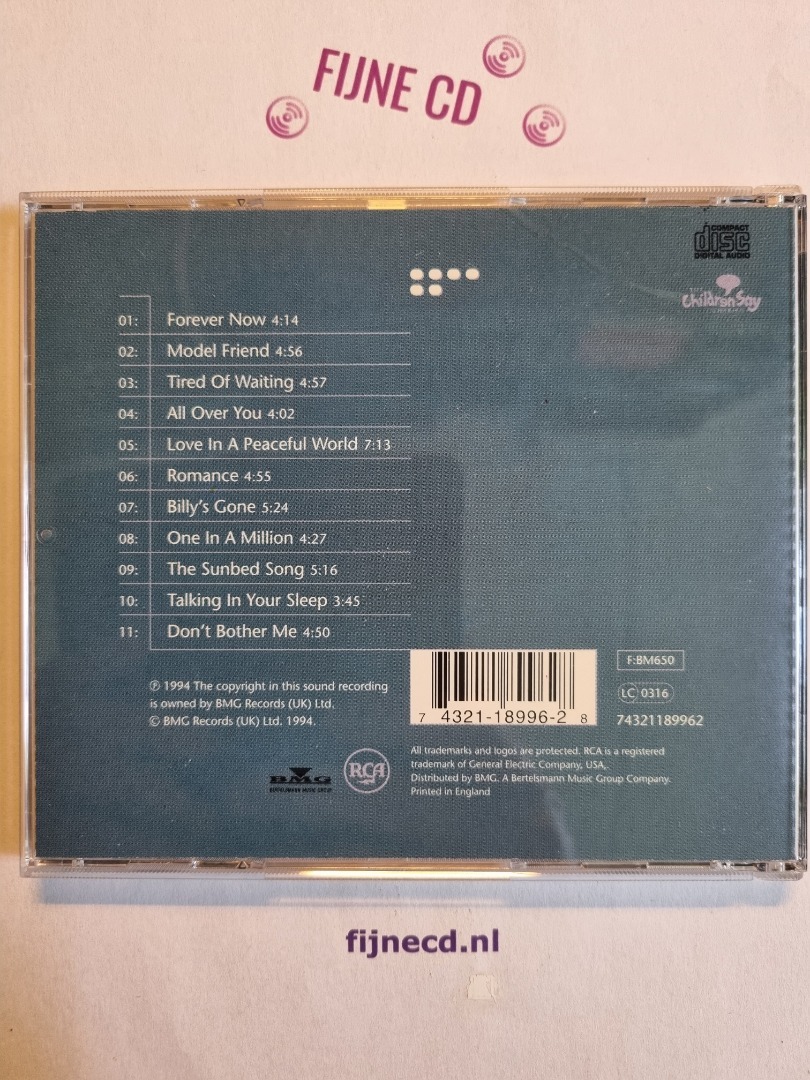 FIJNE CD
COMPACT
disc
DIGITAL AUDIO
Children Say
01: Forever Now 4:14
02: Model Friend 4:56
03: Tired Of Waiting 4:57
04: All Over You 4:02
05: Love In A Peaceful World 7:13
06: Romance 4:55
07: Billy's Gone 5:24
08: One In A Million 4:27
09: The Sunbed Song 5:16
10: Talking In Your Sleep 3:45
11: Don't Bother Me 4:50
℗ 1994 The copyright in this sound recording
is owned by BMG Records (UK) Ltd.
© BMG Records (UK) Ltd. 1994.
7 4321-18996-2 8
F:BM650
LC 0316
74321189962
BMG
BERTELSMANN MUSIC GROUP
RCA
All trademarks and logos are protected. RCA is a registered
trademark of General Electric Company, USA,
Distributed by BMG. A Bertelsmann Music Group Company.
Printed in England
fijnecd.nl